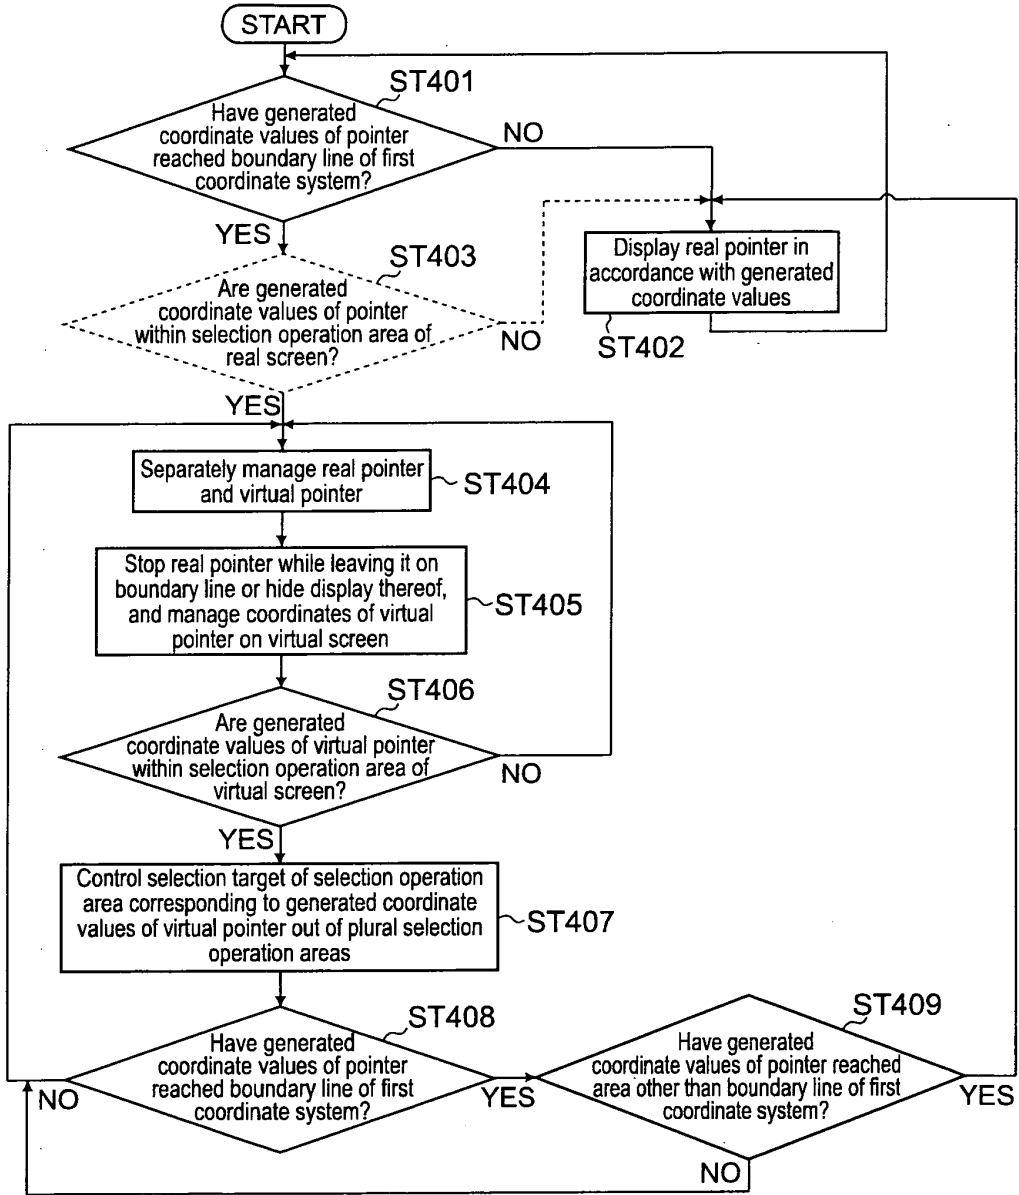 START
ST401
Have generated
coordinate values of pointer
reached boundary line of first
coordinate system?
NO
YES
ST403
Are generated
coordinate values of pointer
within selection operation area of
real screen?
NO
Display real pointer in
accordance with generated
coordinate values
ST402
YES
Separately manage real pointer
and virtual pointer
ST404
Stop real pointer while leaving it on
boundary line or hide display thereof,
and manage coordinates of virtual
pointer on virtual screen
ST405
ST406
Are generated
coordinate values of virtual pointer
within selection operation area of
virtual screen?
NO
YES
Control selection target of selection operation
area corresponding to generated coordinate
values of virtual pointer out of plural selection
operation areas
ST407
ST408
Have generated
coordinate values of pointer
reached boundary line of first
coordinate system?
NO
YES
ST409
Have generated
coordinate values of pointer reached
area other than boundary line of first
coordinate system?
YES
NO